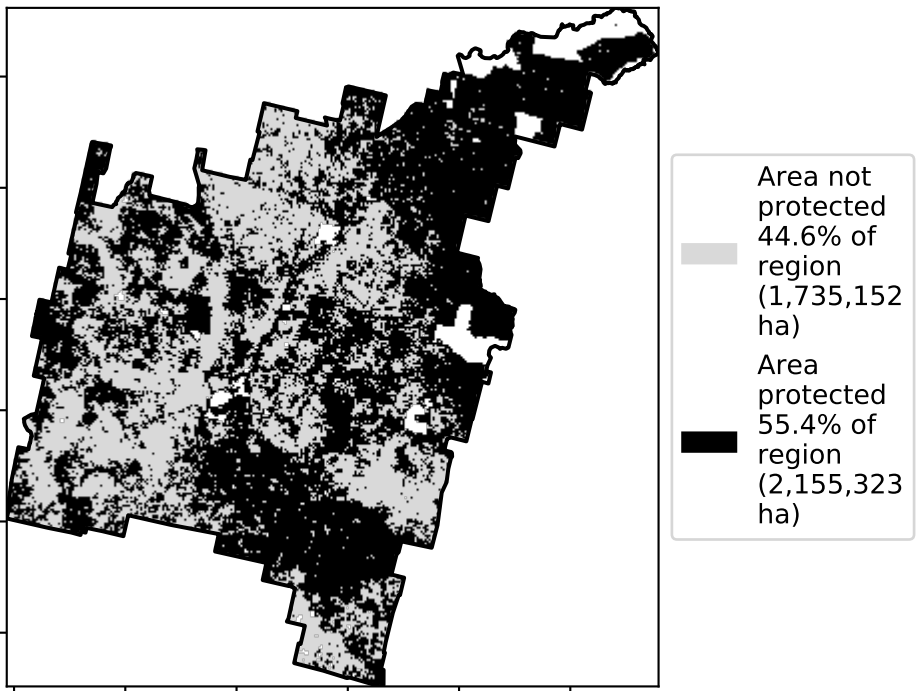 Area not
protected
44.6% of
region
(1,735,152
ha)
Area
protected
55.4% of
region
(2,155,323
ha)